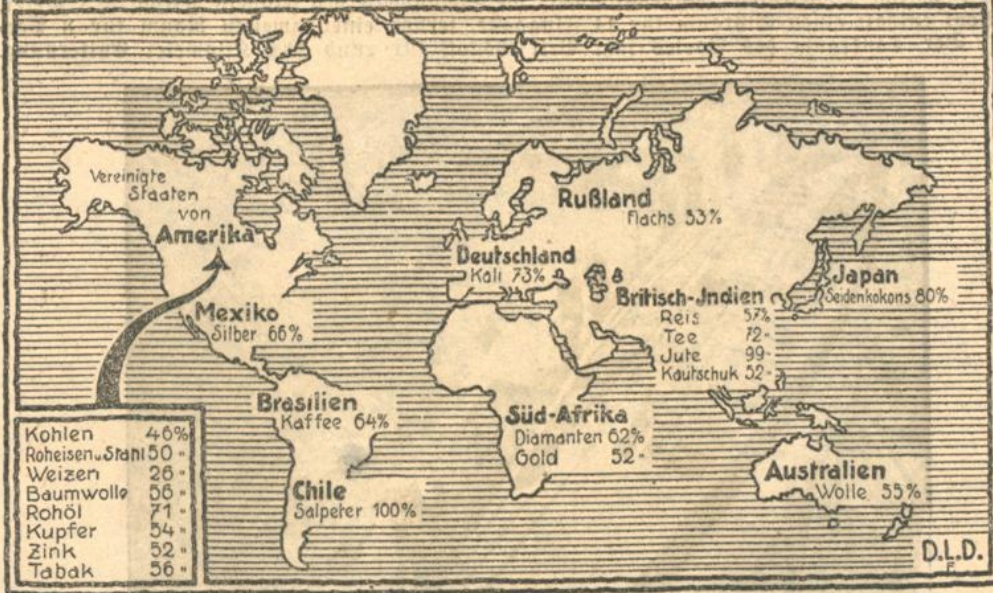 Vereinigte
Staaten
von
Amerika
Mexiko
Silber 66%
Kohlen 46%
Roheisen u. Stahl 50 "
Weizen 26 "
Baumwolle 56 "
Rohöl 71 "
Kupfer 54 "
Zink 52 "
Tabak 56 "
Brasilien
Kaffee 64%
Chile
Salpeter 100%
Rußland
Flachs 53%
Deutschland
Kali 73%
Britisch-Jndien
Reis 57%
Tee 72 "
Jute 99 "
Kautschuk 52 "
Japan
Seidenkokons 80%
Süd-Afrika
Diamanten 62%
Gold 52 "
Australien
Wolle 55%
D.L.D.